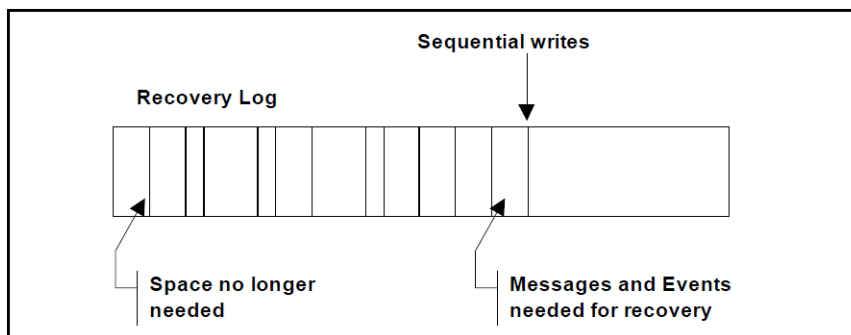 Sequential writes
Recovery Log
Space no longer
needed
Messages and Events
needed for recovery